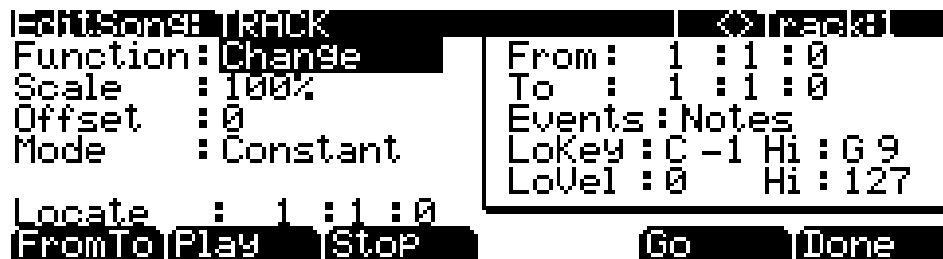 EditSong: TRACK <>Track:1
Function:Change
Scale :100%
Offset :0
Mode :Constant
Locate : 1 :1 :0
From: 1 :1 :0
To : 1 :1 :0
Events:Notes
LoKey:C -1 Hi:G 9
LoVel:0 Hi:127
FromTo Play Stop Go Done